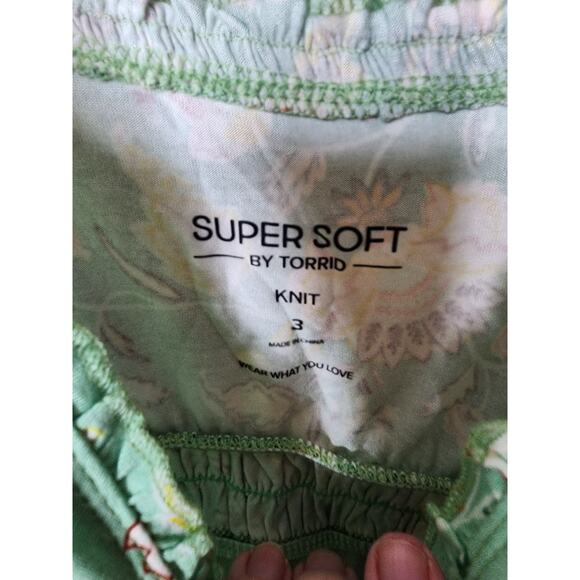 SUPER SOFT
BY TORRID
KNIT
3
MADE IN CHINA
WEAR WHAT YOU LOVE